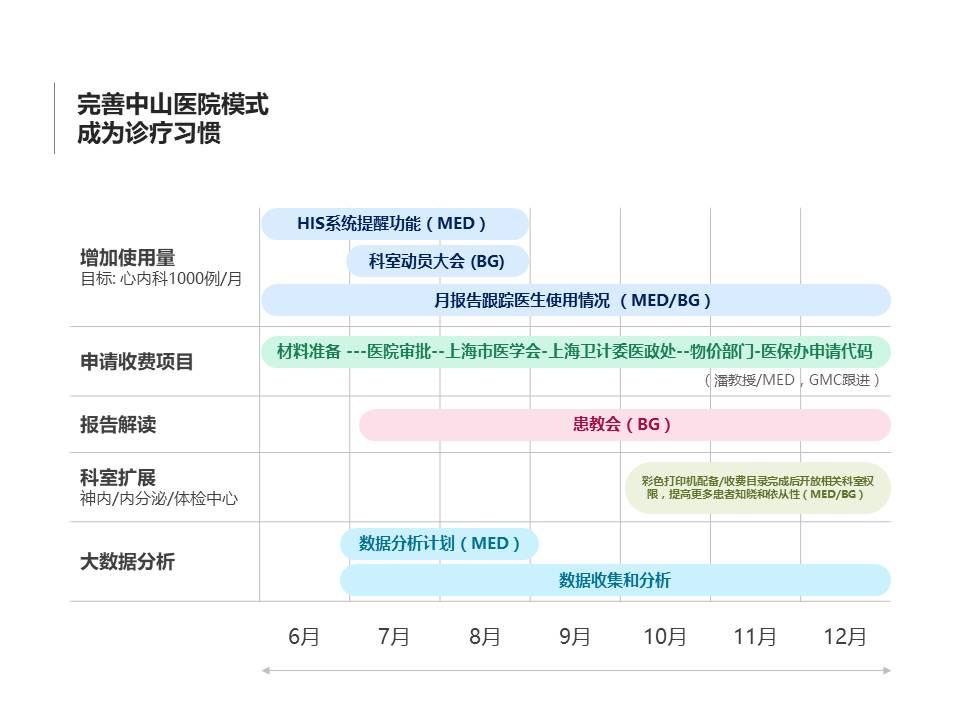 完善中山医院模式
成为诊疗习惯
HIS系统提醒功能（MED）
科室动员大会 (BG)
增加使用量
目标: 心内科1000例/月
月报告跟踪医生使用情况 （MED/BG）
申请收费项目
材料准备 ---医院审批--上海市医学会-上海卫计委医政处--物价部门-医保办申请代码
（潘教授/MED，GMC跟进）
报告解读
患教会（BG）
科室扩展
神内/内分泌/体检中心
彩色打印机配备/收费目录完成后开放相关科室权
限，提高更多患者知晓和依从性（MED/BG）
大数据分析
数据分析计划（MED）
数据收集和分析
6月 7月 8月 9月 10月 11月 12月